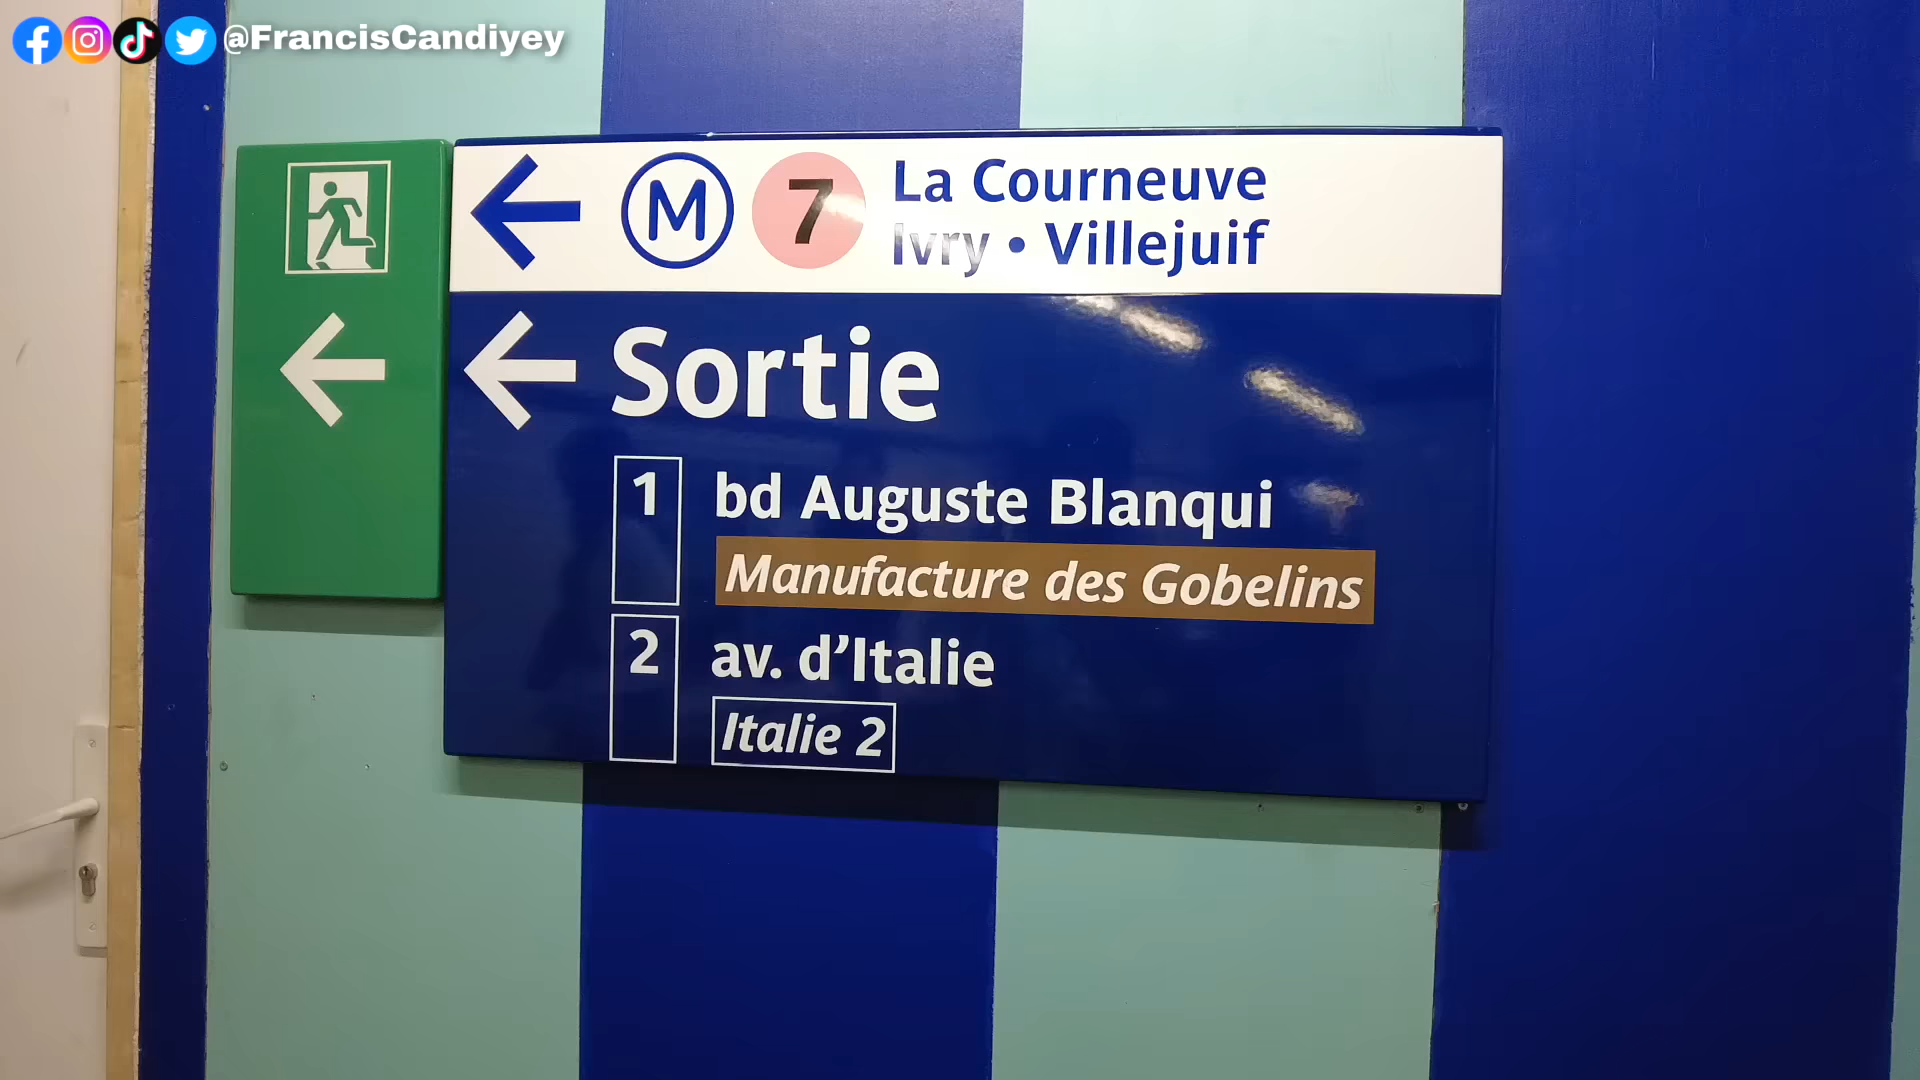 @FrancisCandiyey
M 7 La Courneuve
Ivry • Villejuif
Sortie
1 bd Auguste Blanqui
Manufacture des Gobelins
2 av. d’Italie
Italie 2